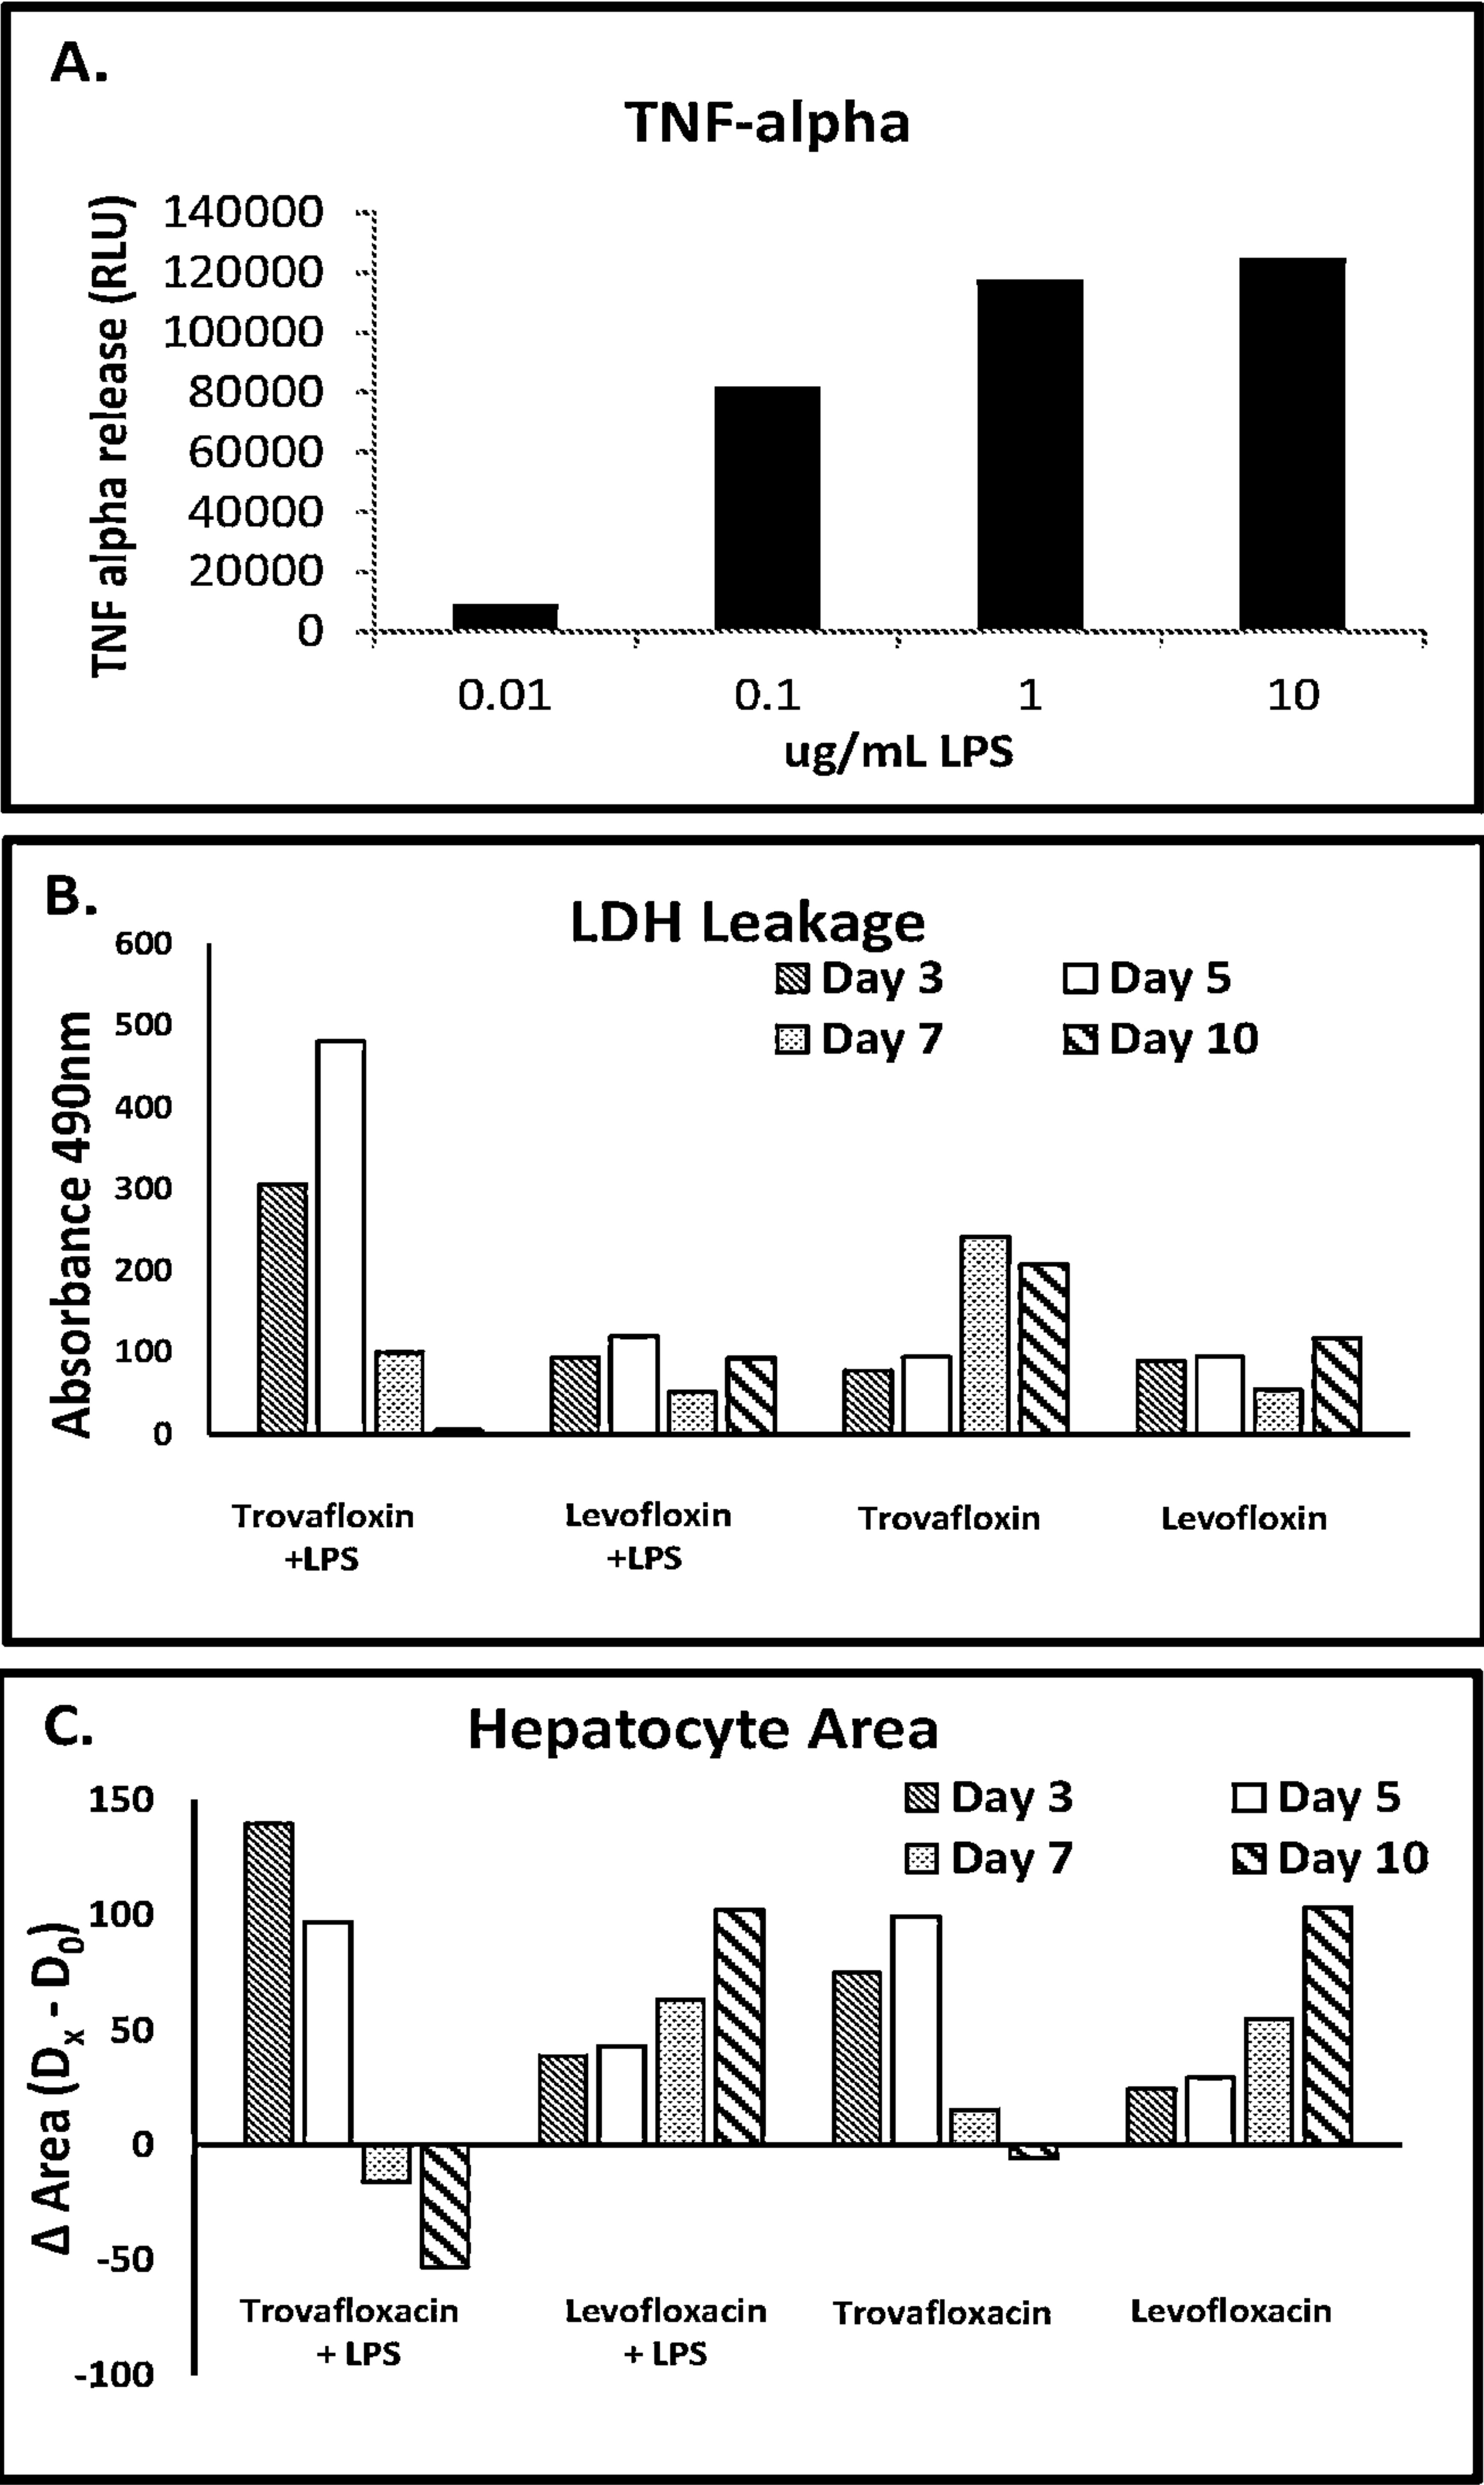 A.
TNF-alpha
TNF alpha release (RLU)
140000
120000
100000
80000
60000
40000
20000
0
0.01 0.1 1 10
ug/mL LPS
B.
LDH Leakage
Day 3 Day 5
Day 7 Day 10
Absorbance 490nm
600
500
400
300
200
100
0
Trovafloxin Levofloxin Trovafloxin Levofloxin
+LPS +LPS
C.
Hepatocyte Area
Day 3 Day 5
Day 7 Day 10
Δ Area (Dx - D0)
150
100
50
0
-50
-100
Trovafloxacin Levofloxacin Trovafloxacin Levofloxacin
+ LPS + LPS